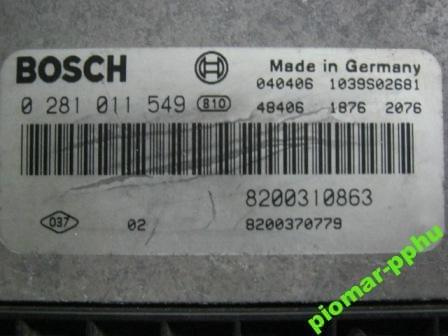 BOSCH
Made in Germany
040406 1039S02681
0 281 011 549 810
48406 1876 2076
8200310863
037 02 8200370779
piomar-pphu